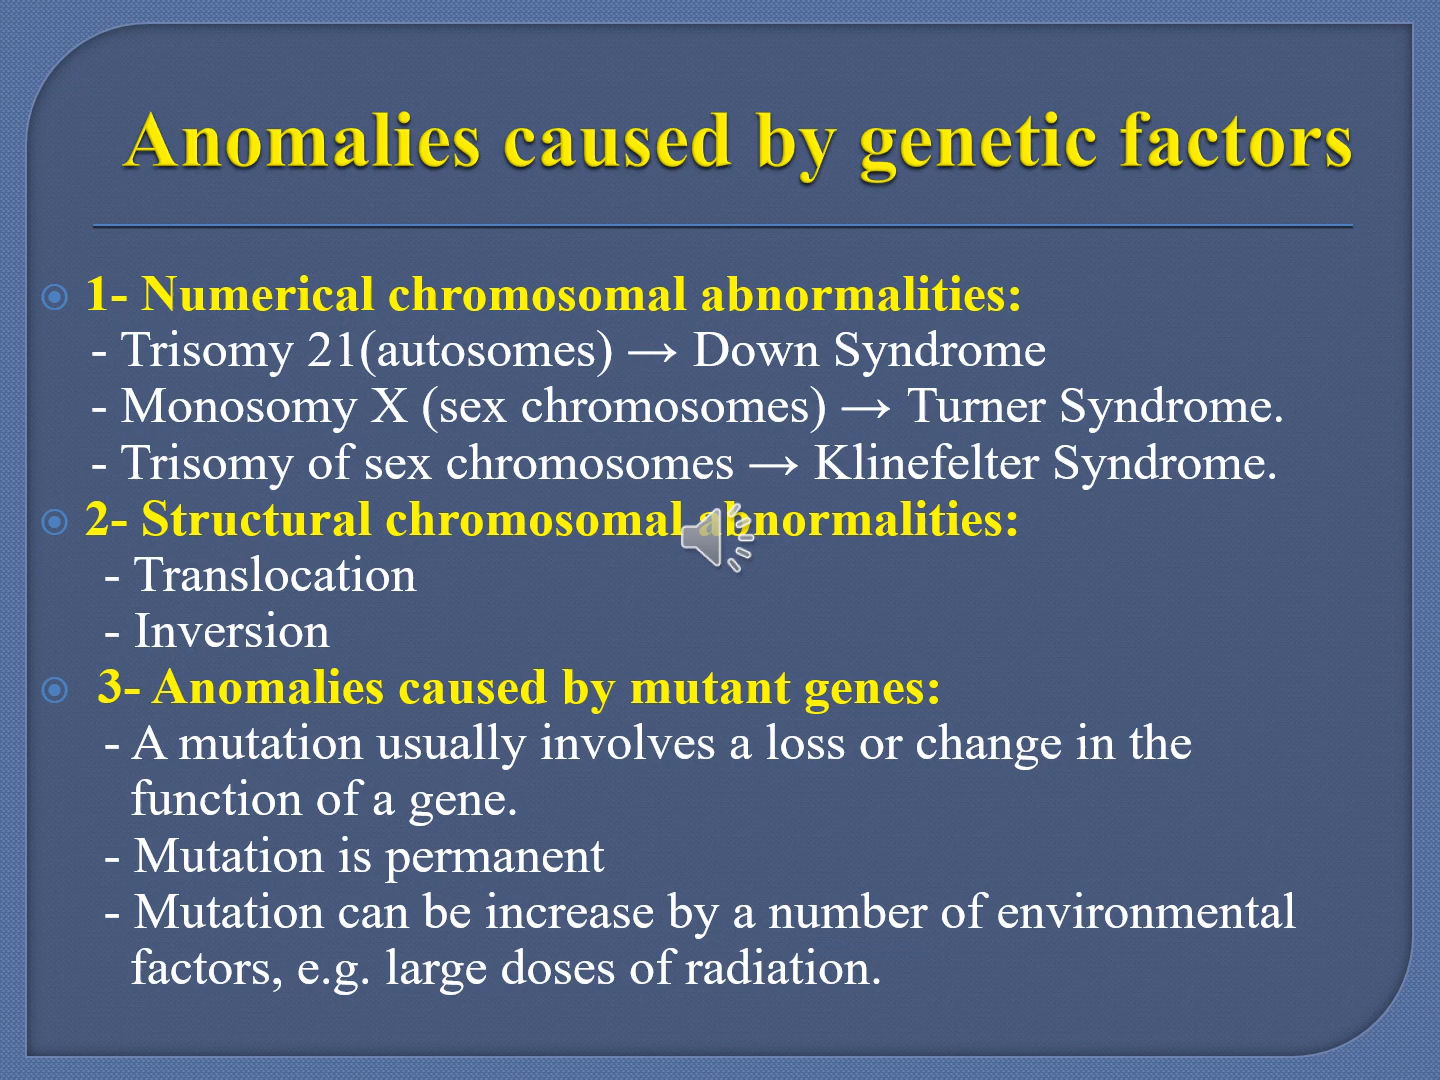 Anomalies caused by genetic factors
1- Numerical chromosomal abnormalities:
- Trisomy 21(autosomes) → Down Syndrome
- Monosomy X (sex chromosomes) → Turner Syndrome.
- Trisomy of sex chromosomes → Klinefelter Syndrome.
2- Structural chromosomal abnormalities:
- Translocation
- Inversion
3- Anomalies caused by mutant genes:
- A mutation usually involves a loss or change in the
function of a gene.
- Mutation is permanent
- Mutation can be increase by a number of environmental
factors, e.g. large doses of radiation.